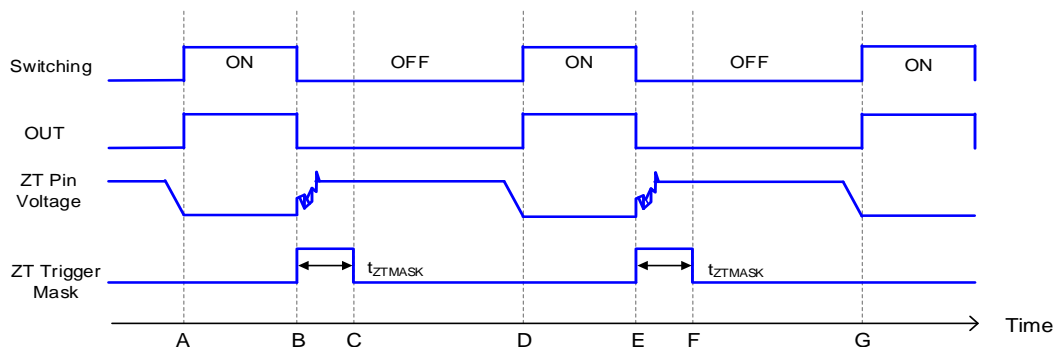 Switching
ON
OFF
ON
OFF
ON
OUT
ZT Pin
Voltage
ZT Trigger
Mask
tZTMASK
tZTMASK
A
B
C
D
E
F
G
Time